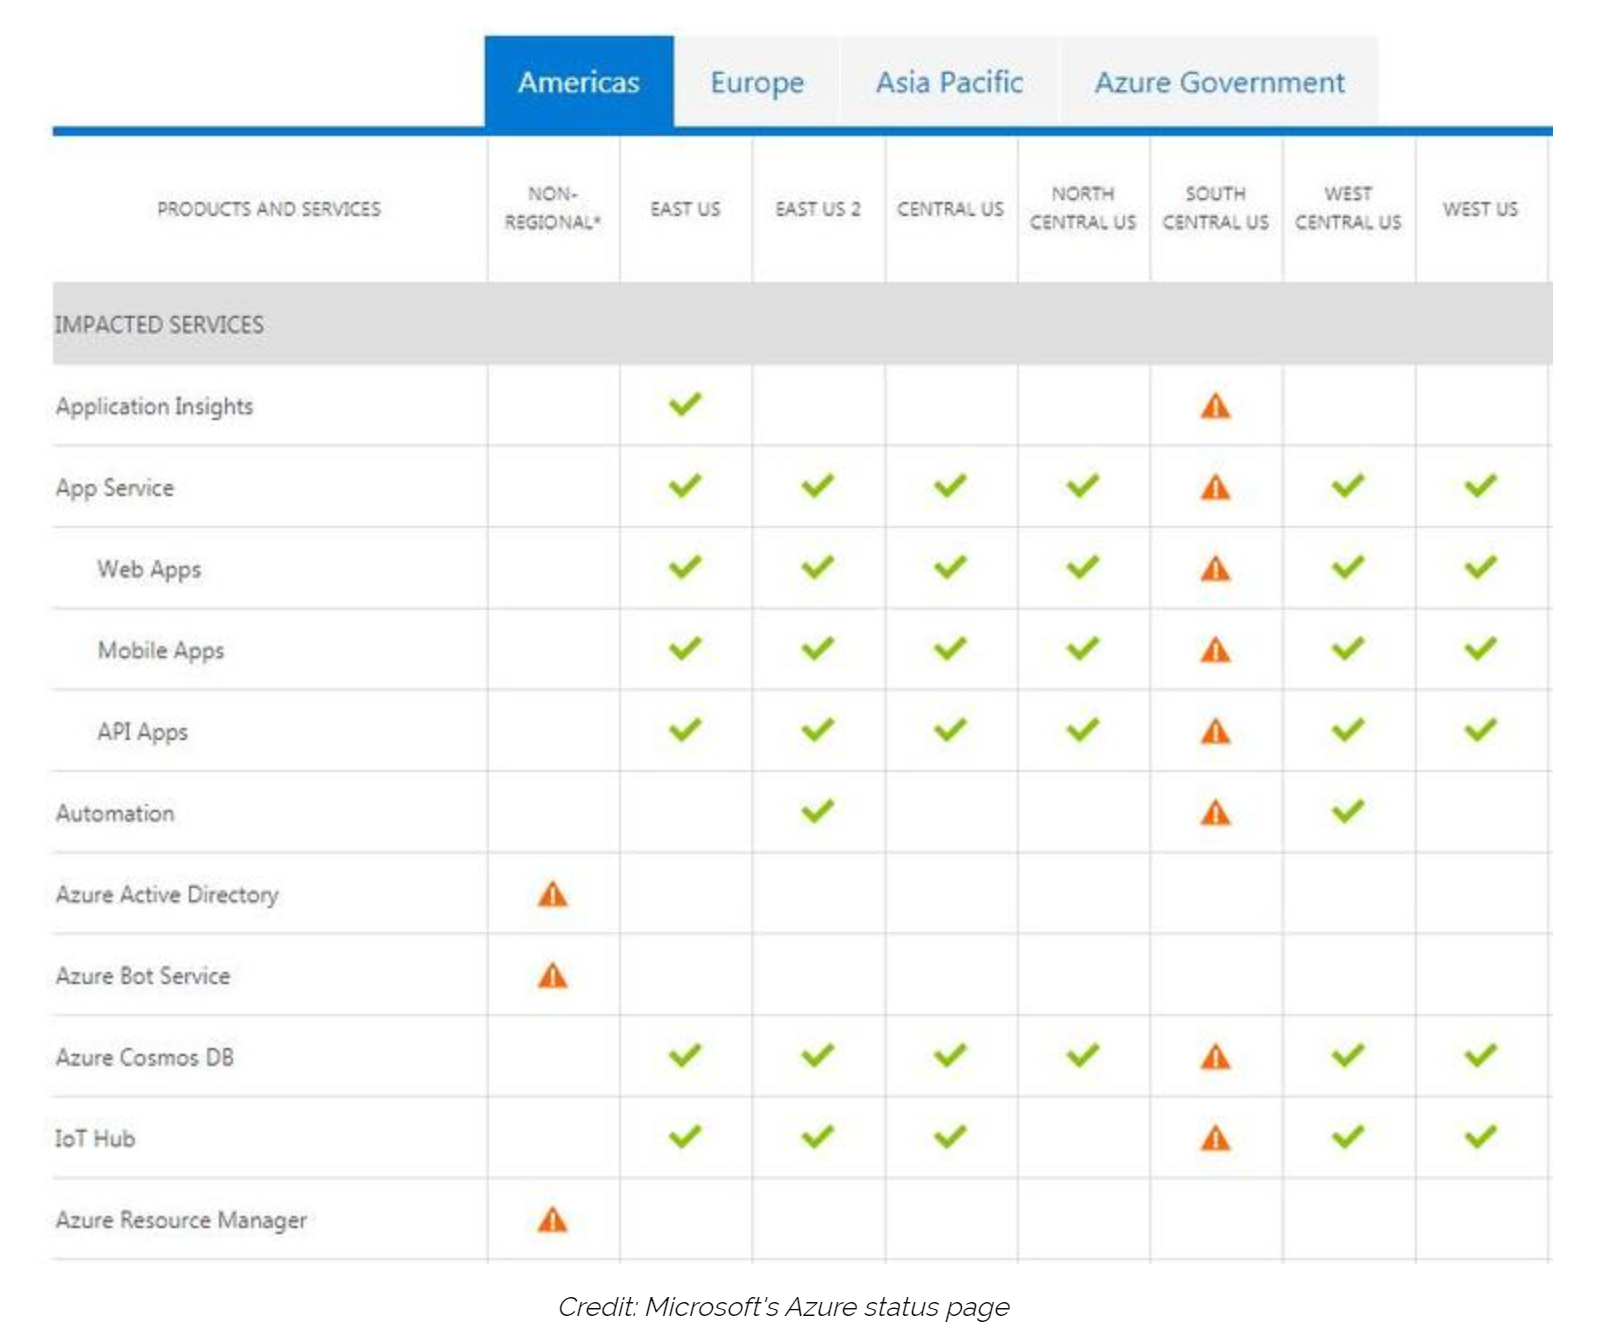 Americas Europe Asia Pacific Azure Government
PRODUCTS AND SERVICES NON-REGIONAL* EAST US EAST US 2 CENTRAL US NORTH CENTRAL US SOUTH CENTRAL US WEST CENTRAL US WEST US
IMPACTED SERVICES
Application Insights
App Service
Web Apps
Mobile Apps
API Apps
Automation
Azure Active Directory
Azure Bot Service
Azure Cosmos DB
IoT Hub
Azure Resource Manager
Credit: Microsoft's Azure status page